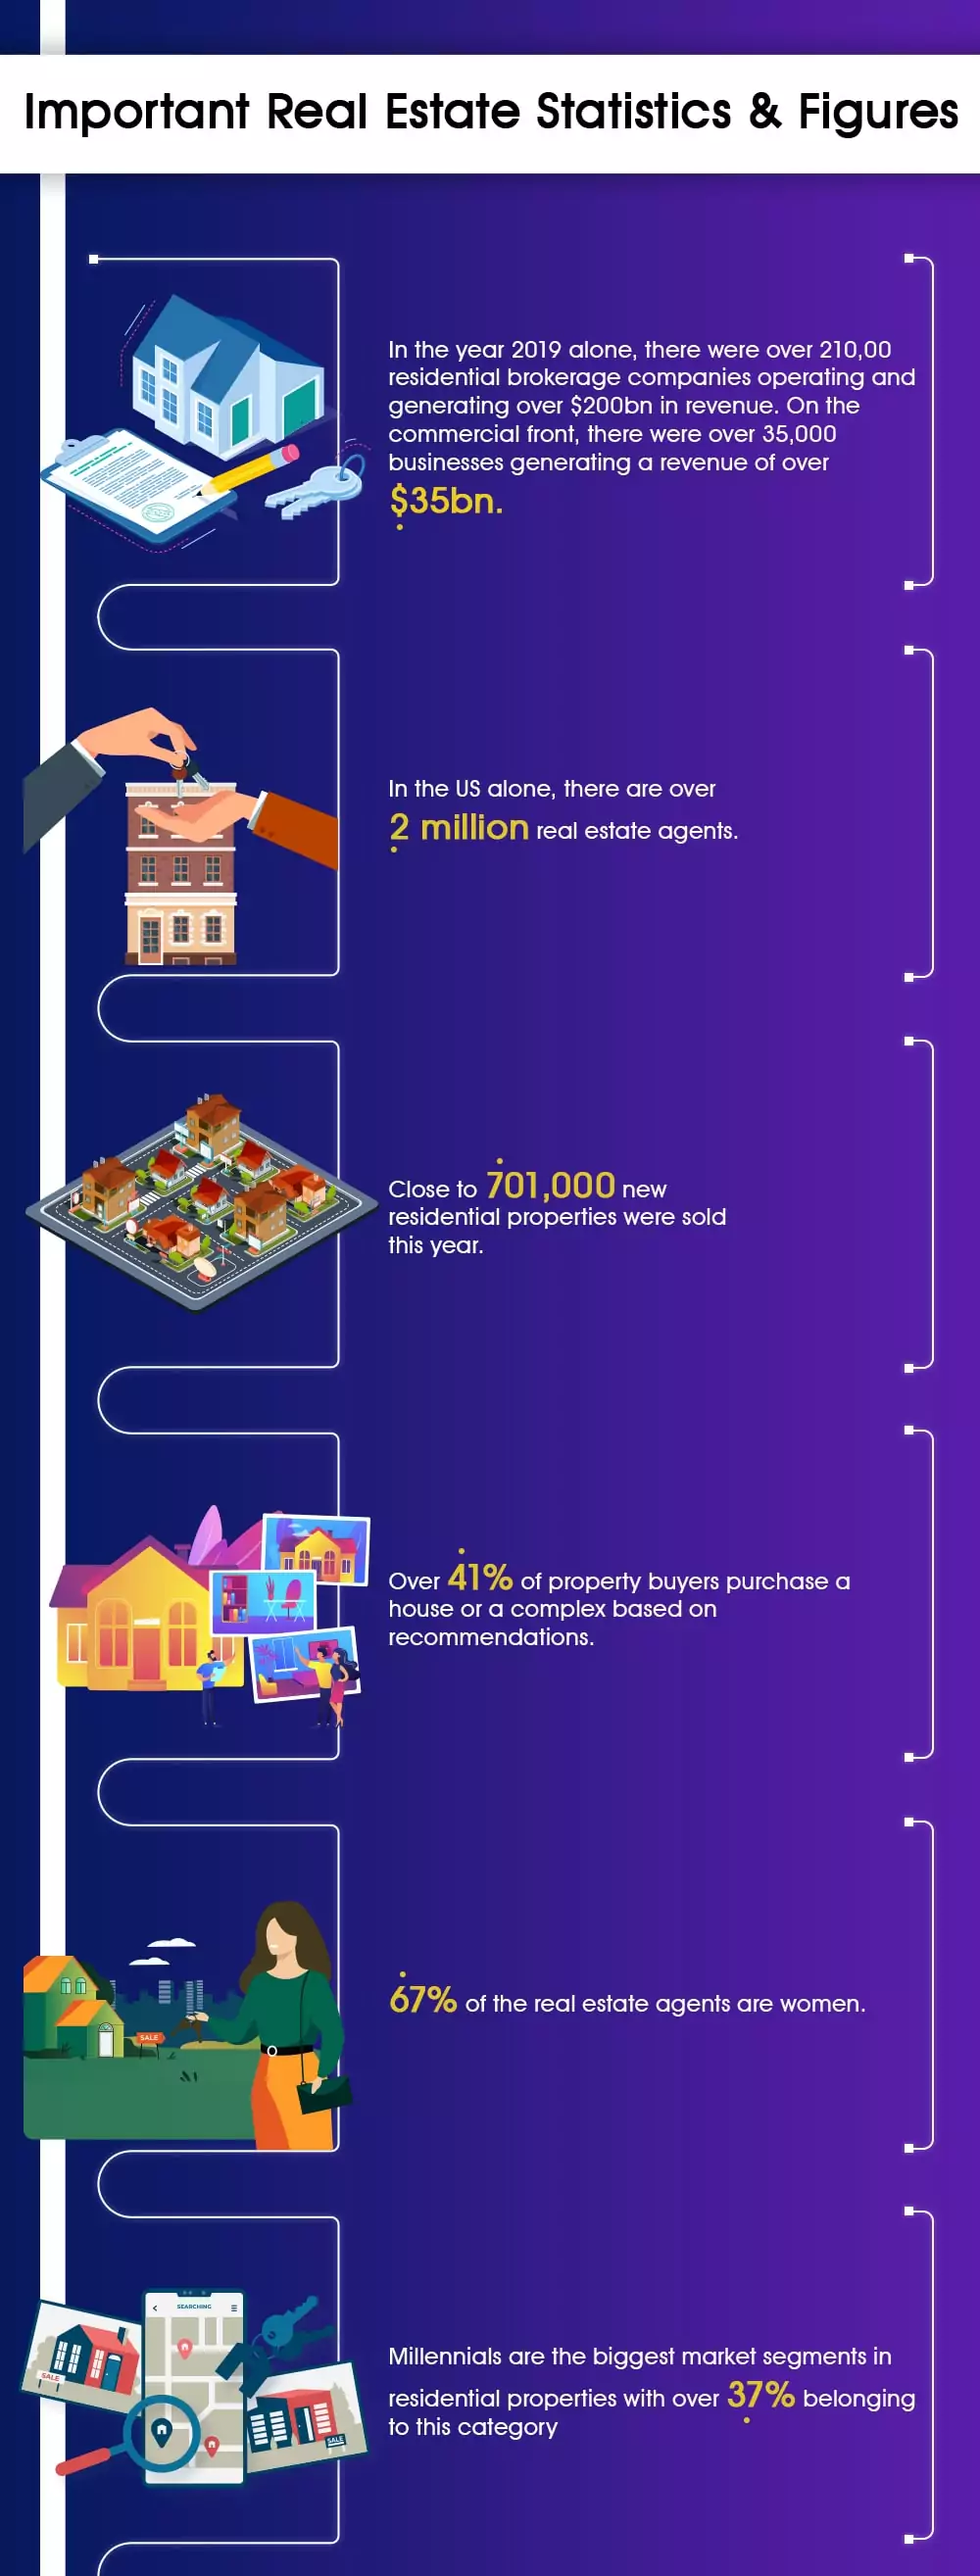 Important Real Estate Statistics & Figures
In the year 2019 alone, there were over 210,00
residential brokerage companies operating and
generating over $200bn in revenue. On the
commercial front, there were over 35,000
businesses generating a revenue of over
$35bn.
In the US alone, there are over
2 million real estate agents.
Close to 701,000 new
residential properties were sold
this year.
Over 41% of property buyers purchase a
house or a complex based on
recommendations.
SALE
67% of the real estate agents are women.
SEARCHING
SALE
SALE
Millennials are the biggest market segments in
residential properties with over 37% belonging
to this category